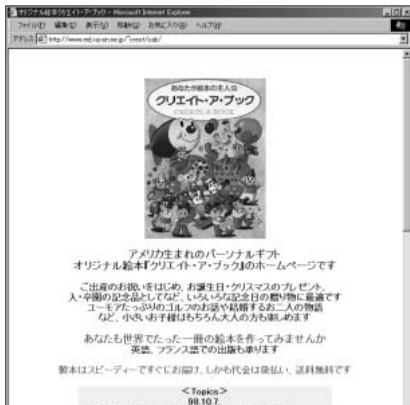 オリジナル絵本!クリエイト・ア・ブック - Microsoft Internet Explorer
ファイル(F) 編集(E) 表示(V) 移動(G) お気に入り(A) ヘルプ(H)
アドレス
あなたが絵本の主人公
クリエイト・ア・ブック
CREATE-A-BOOK
アメリカ生まれのパーソナルギフト
オリジナル絵本『クリエイト・ア・ブック』のホームページです
ご出産のお祝いをはじめ、お誕生日・クリスマスのプレゼント、
入・卒園の記念品としてなど、いろいろな記念日の贈り物に最適です
ユーモアたっぷりのゴルフのお話や結婚するお二人の物語
など、小さいお子様はもちろん大人の方も楽しめます
あなたも世界でたった一冊の絵本を作ってみませんか
英語、フランス語での出版も承ります
製本はスピーディーですぐにお届け、しかも代金は後払い、送料無料です
<Topics>
98.10.7.